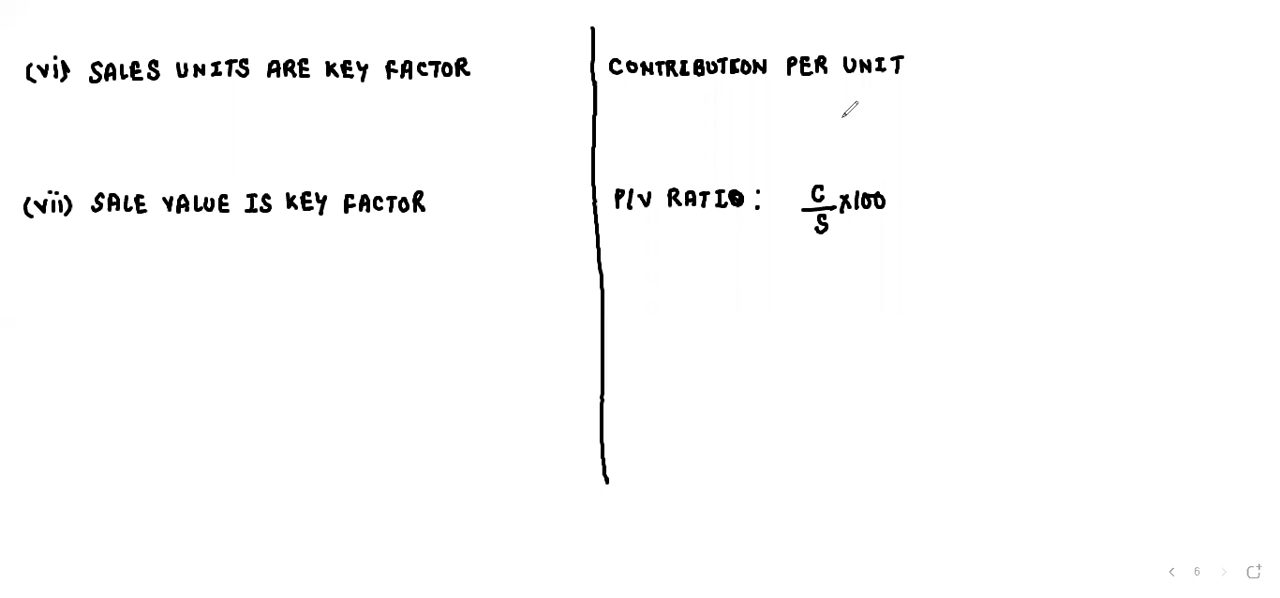 (vi) SALES UNITS ARE KEY FACTOR
CONTRIBUTION PER UNIT
(vii) SALE VALUE IS KEY FACTOR
P/V RATIO : C/S x100
< 6 >